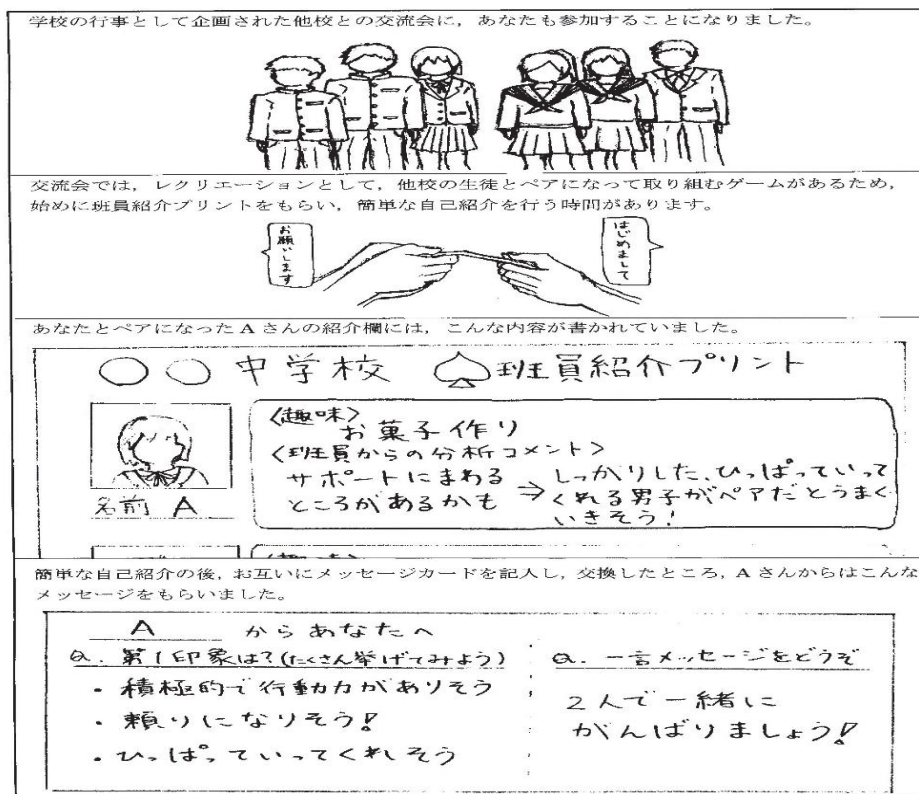 学校の行事として企画された他校との交流会に，あなたも参加することになりました。
交流会では，レクリエーションとして，他校の生徒とペアになって取り組むゲームがあるため，
始めに班員紹介プリントをもらい，簡単な自己紹介を行う時間があります。
お願いします
はじめまして
あなたとペアになった A さんの紹介欄には，こんな内容が書かれていました。
○○中学校 ♤班員紹介プリント
〈趣味〉
お菓子作り
〈班員からの分析コメント〉
サポートにまわる
ところがあるかも
⇒ しっかりした、ひっぱっていって
くれる男子がペアだとうまく
いきそう！
名前 A
簡単な自己紹介の後，お互いにメッセージカードを記入し，交換したところ，A さんからはこんな
メッセージをもらいました。
A からあなたへ
Q. 第1印象は？(たくさん挙げてみよう)
・積極的で行動力がありそう
・頼りになりそう！
・ひっぱっていってくれそう
Q. 一言メッセージをどうぞ
2人で一緒に
がんばりましょう！